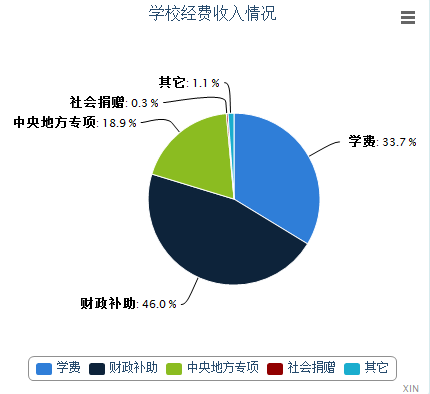 学校经费收入情况
其它: 1.1 %
社会捐赠: 0.3 %
中央地方专项: 18.9 %
学费: 33.7 %
财政补助: 46.0 %
学费 财政补助 中央地方专项 社会捐赠 其它
XIN